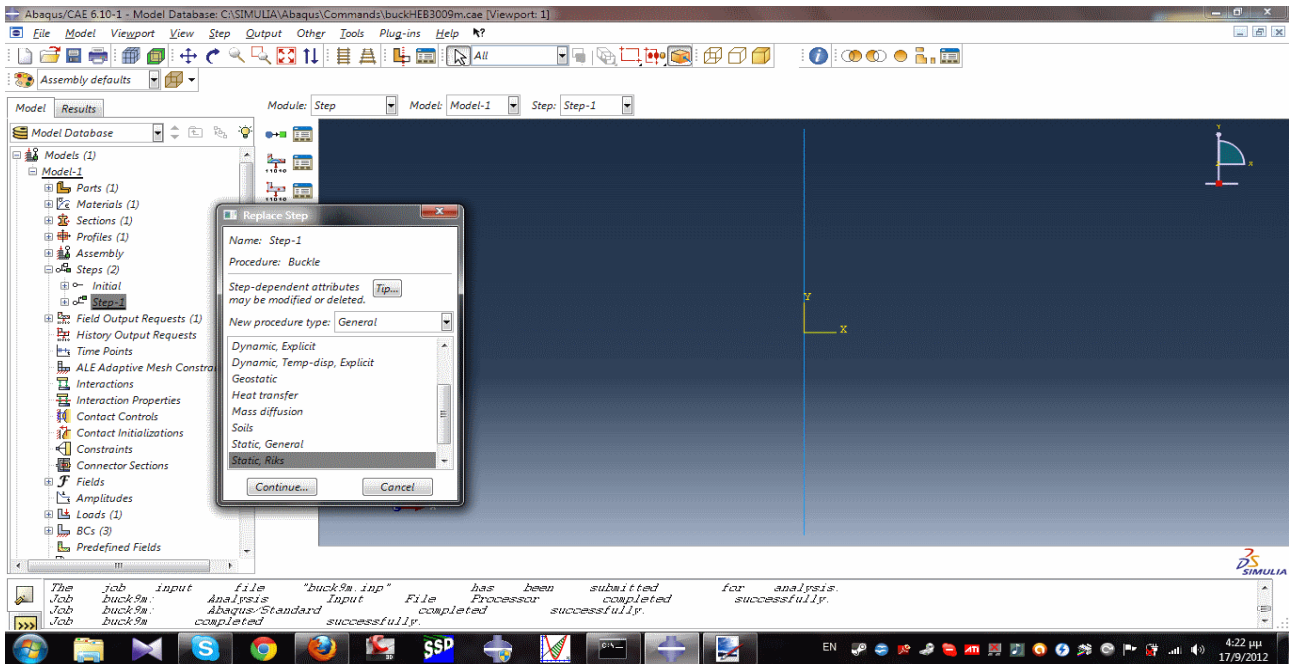 Abaqus/CAE 6.10-1 - Model Database: C:\SIMULIA\Abaqus\Commands\buckHEB3009m.cae [Viewport: 1]
File Model Viewport View Step Output Other Tools Plug-ins Help
All
Assembly defaults
Model Results
Module: Step Model: Model-1 Step: Step-1
Model Database
Models (1)
Model-1
Parts (1)
Materials (1)
Sections (1)
Profiles (1)
Assembly
Steps (2)
Initial
Step-1
Field Output Requests (1)
History Output Requests
Time Points
ALE Adaptive Mesh Constrai
Interactions
Interaction Properties
Contact Controls
Contact Initializations
Constraints
Connector Sections
Fields
Amplitudes
Loads (1)
BCs (3)
Predefined Fields
Replace Step
Name: Step-1
Procedure: Buckle
Step-dependent attributes
may be modified or deleted.
Tip...
New procedure type: General
Dynamic, Explicit
Dynamic, Temp-disp, Explicit
Geostatic
Heat transfer
Mass diffusion
Soils
Static, General
Static, Riks
Continue... Cancel
Y
X
Y
X
SIMULIA
The job input file "buck9m.inp" has been submitted for analysis.
Job buck9m: Analysis Input File Processor completed successfully.
Job buck9m: Abaqus/Standard completed successfully.
Job buck9m completed successfully.
SSD
EN
4:22 μμ
17/9/2012